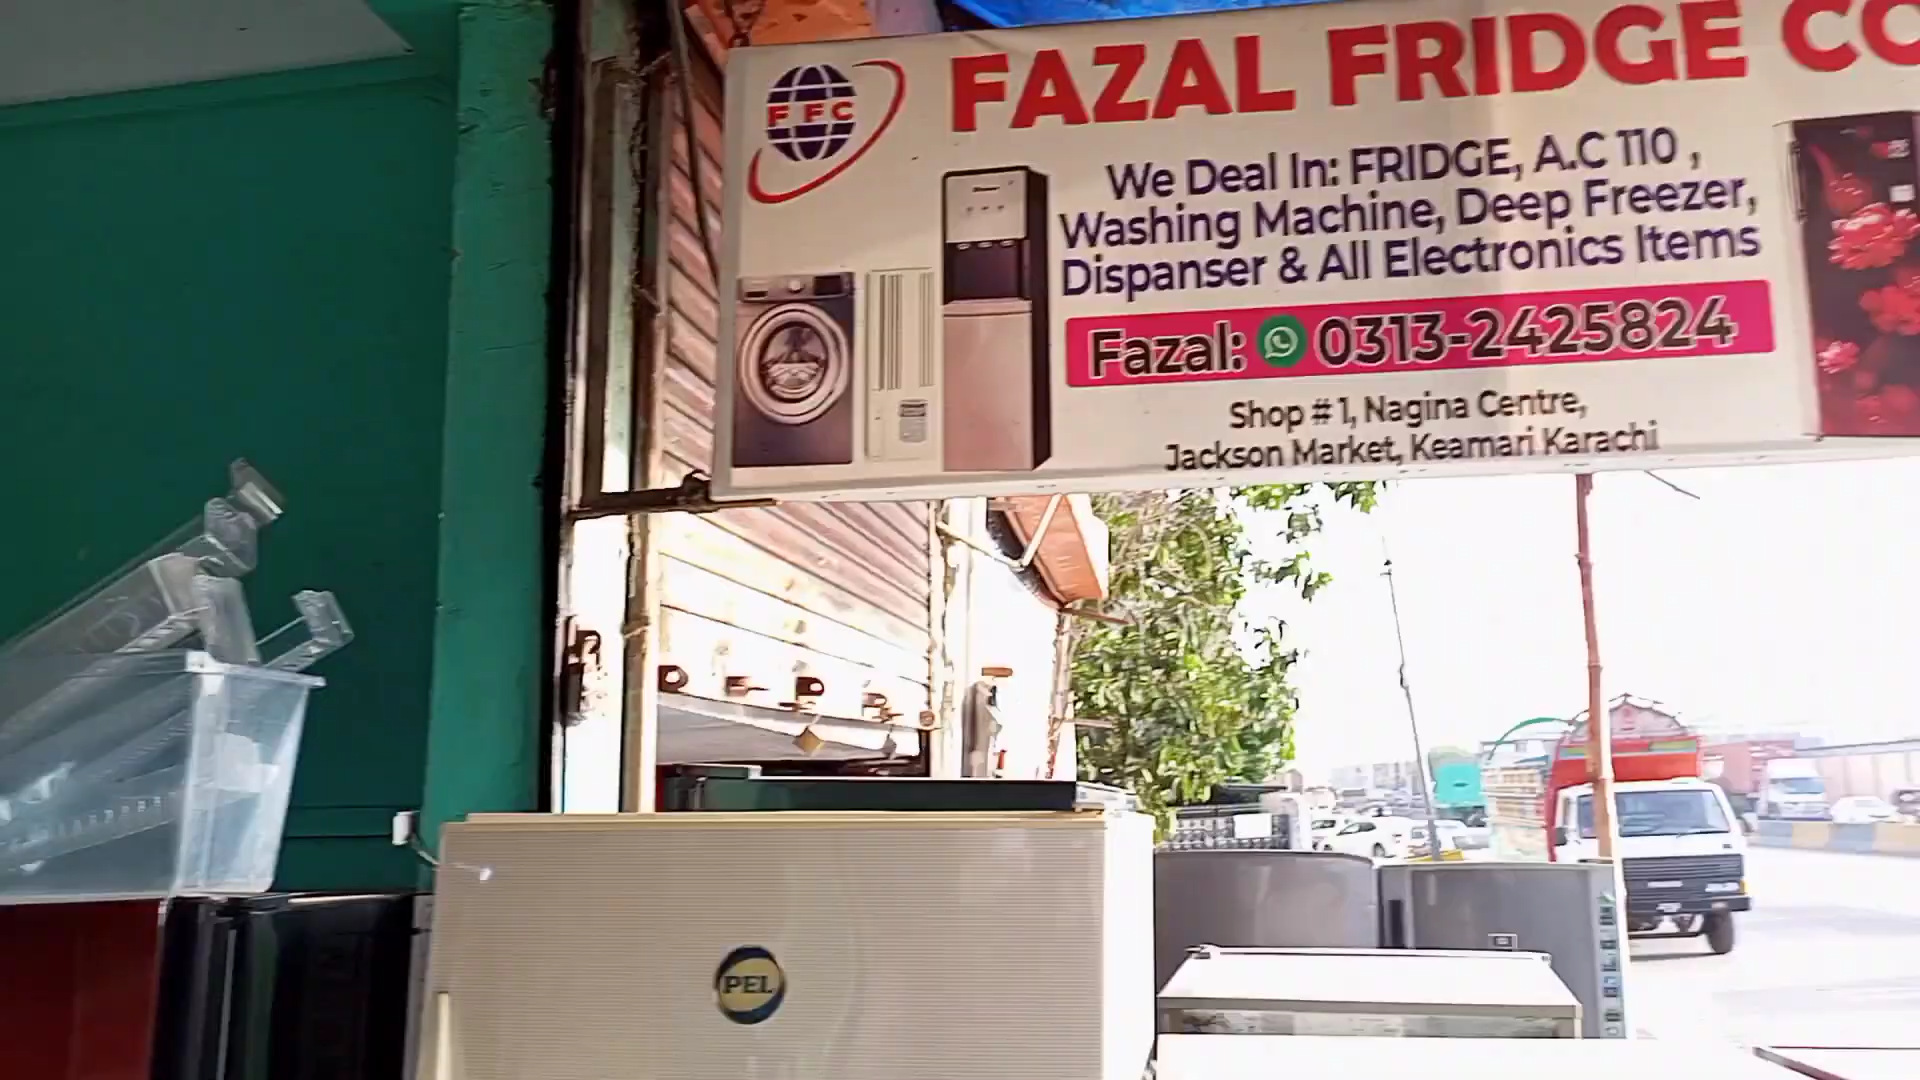 FFC
FAZAL FRIDGE CO
We Deal In: FRIDGE, A.C 110 ,
Washing Machine, Deep Freezer,
Dispanser & All Electronics Items
Fazal: 0313-2425824
Shop # 1, Nagina Centre,
Jackson Market, Keamari Karachi
PEL